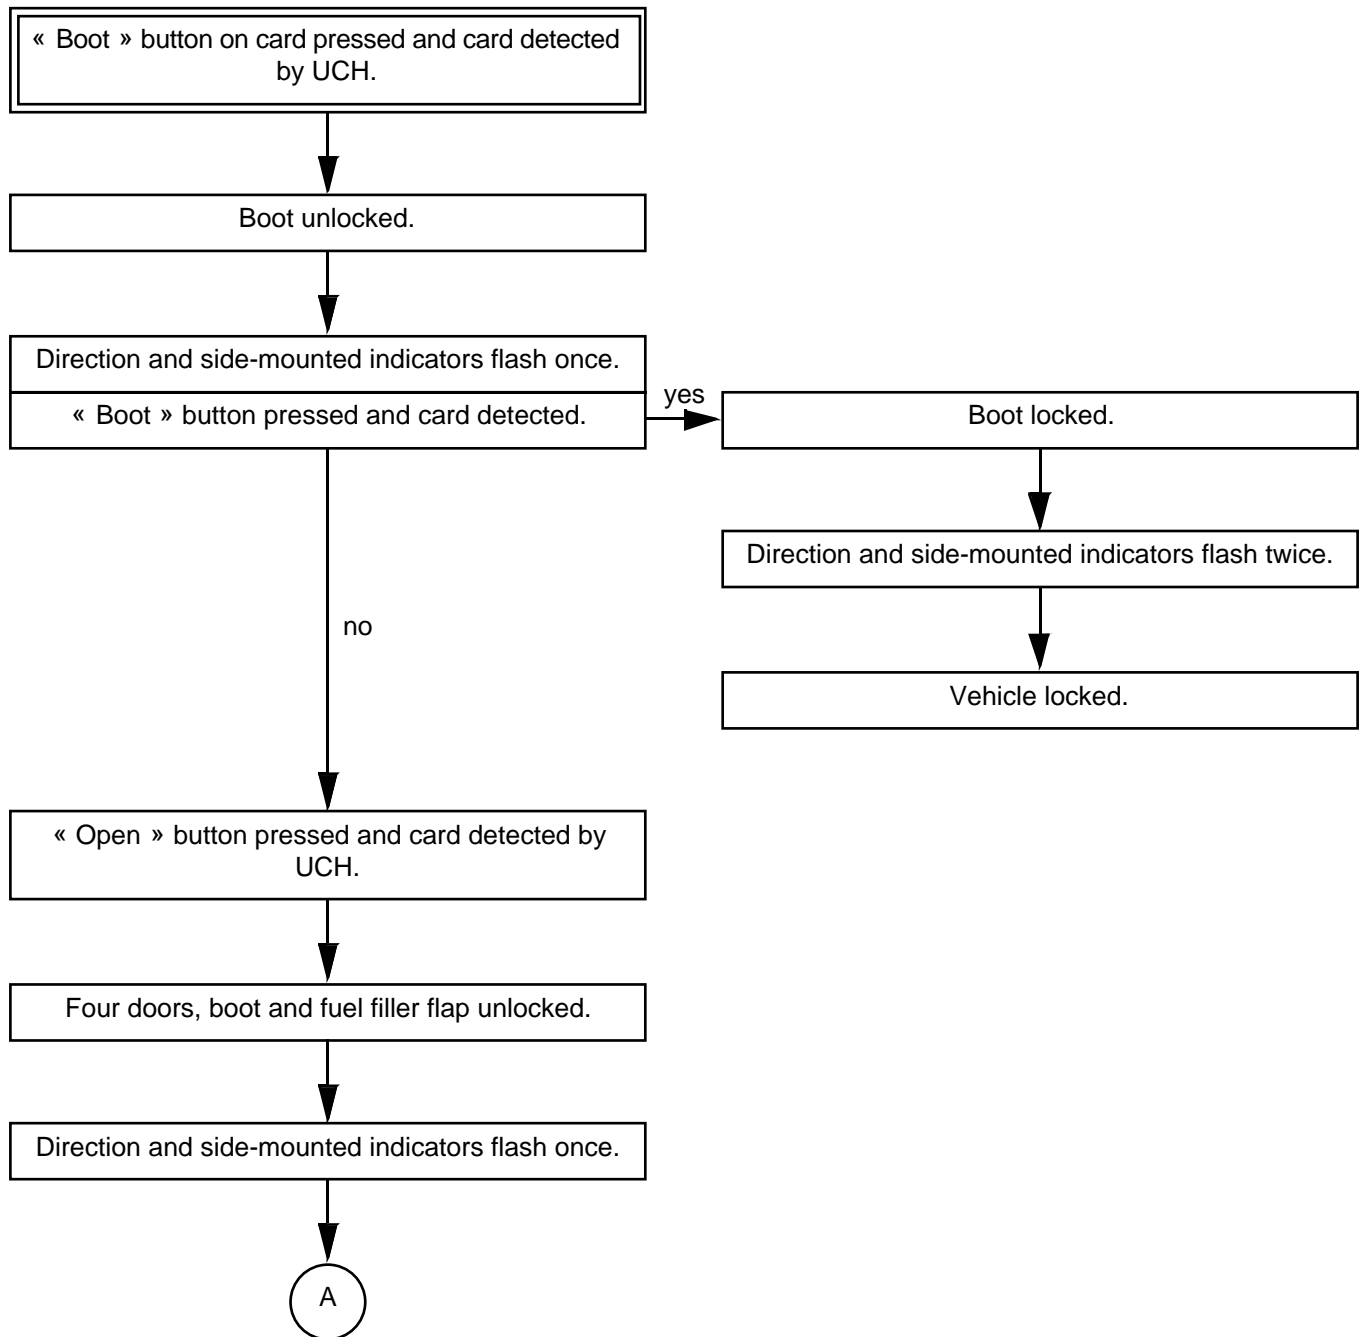 « Boot » button on card pressed and card detected
by UCH.
Boot unlocked.
Direction and side-mounted indicators flash once.
« Boot » button pressed and card detected.
yes
Boot locked.
Direction and side-mounted indicators flash twice.
no
Vehicle locked.
« Open » button pressed and card detected by
UCH.
Four doors, boot and fuel filler flap unlocked.
Direction and side-mounted indicators flash once.
A